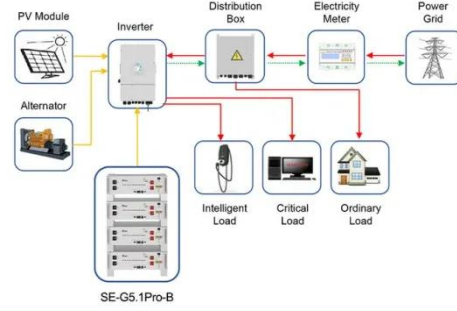 PV Module
Inverter
Distribution
Box
Electricity
Meter
Power
Grid
Alternator
Intelligent
Load
Critical
Load
Ordinary
Load
SE-G5.1Pro-B